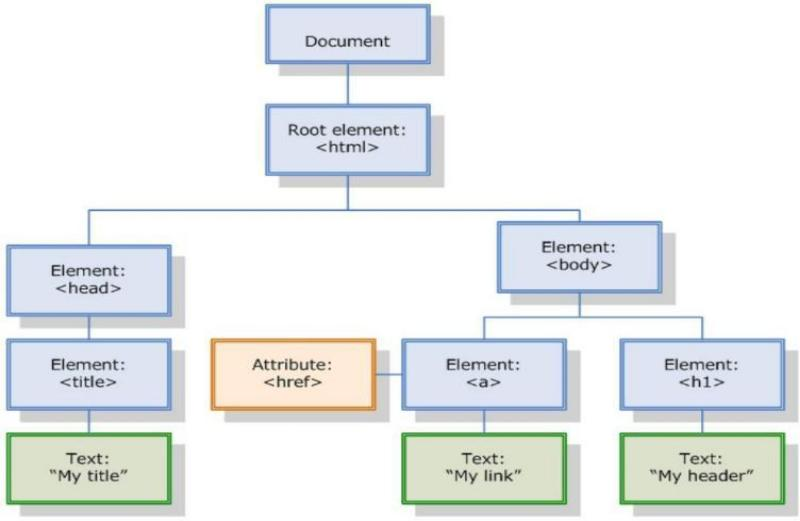 Document
Root element:
<html>
Element:
<head>
Element:
<body>
Element:
<title>
Attribute:
<href>
Element:
<a>
Element:
<h1>
Text:
“My title”
Text:
“My link”
Text:
“My header”